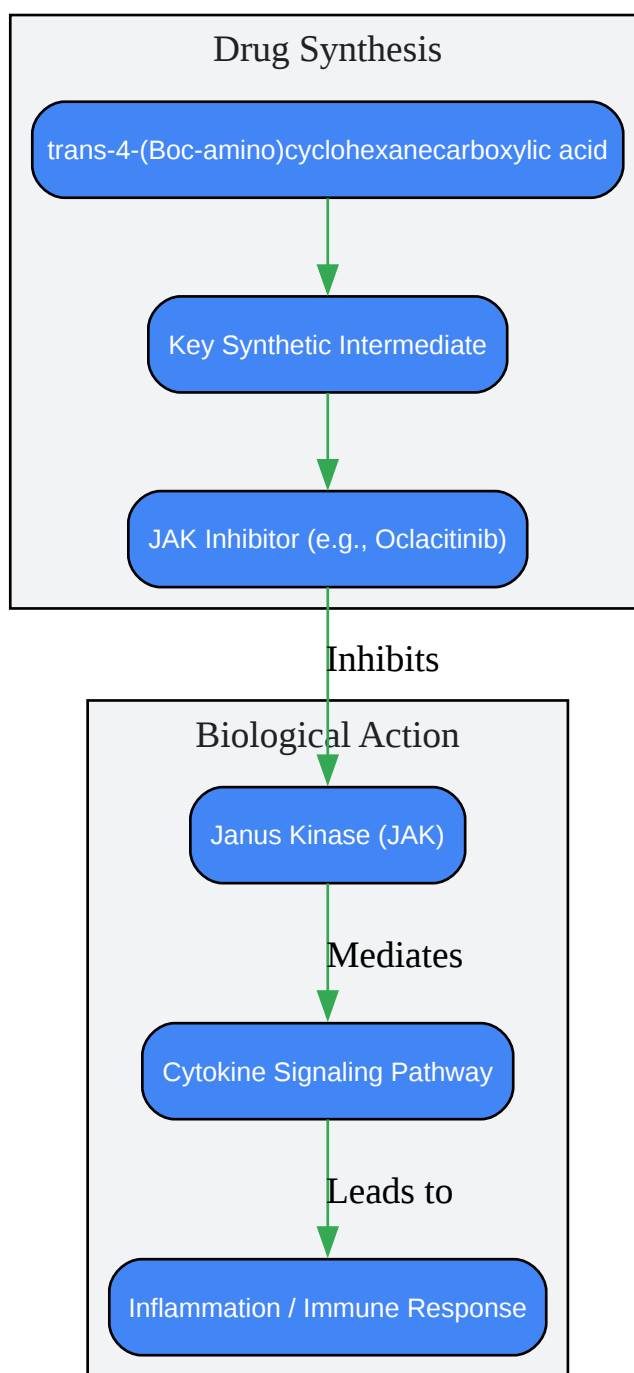 Drug Synthesis
trans-4-(Boc-amino)cyclohexanecarboxylic acid
Key Synthetic Intermediate
JAK Inhibitor (e.g., Oclacitinib)
Inhibits
Biological Action
Janus Kinase (JAK)
Mediates
Cytokine Signaling Pathway
Leads to
Inflammation / Immune Response